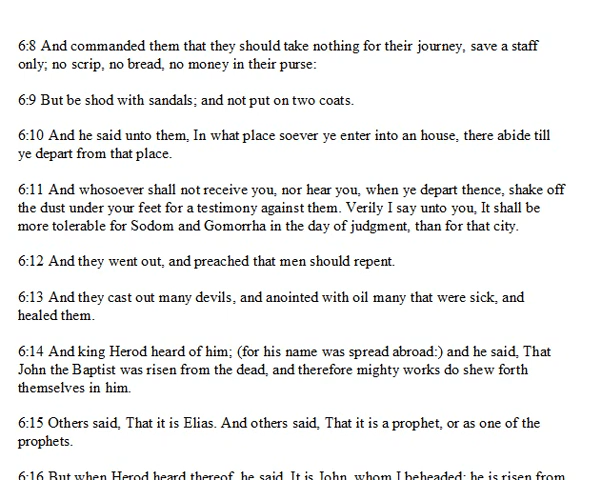 6:8 And commanded them that they should take nothing for their journey, save a staff
only; no scrip, no bread, no money in their purse:
6:9 But be shod with sandals; and not put on two coats.
6:10 And he said unto them, In what place soever ye enter into an house, there abide till
ye depart from that place.
6:11 And whosoever shall not receive you, nor hear you, when ye depart thence, shake off
the dust under your feet for a testimony against them. Verily I say unto you, It shall be
more tolerable for Sodom and Gomorrha in the day of judgment, than for that city.
6:12 And they went out, and preached that men should repent.
6:13 And they cast out many devils, and anointed with oil many that were sick, and
healed them.
6:14 And king Herod heard of him; (for his name was spread abroad:) and he said, That
John the Baptist was risen from the dead, and therefore mighty works do shew forth
themselves in him.
6:15 Others said, That it is Elias. And others said, That it is a prophet, or as one of the
prophets.
6:16 But when Herod heard thereof, he said, It is John, whom I beheaded: he is risen from